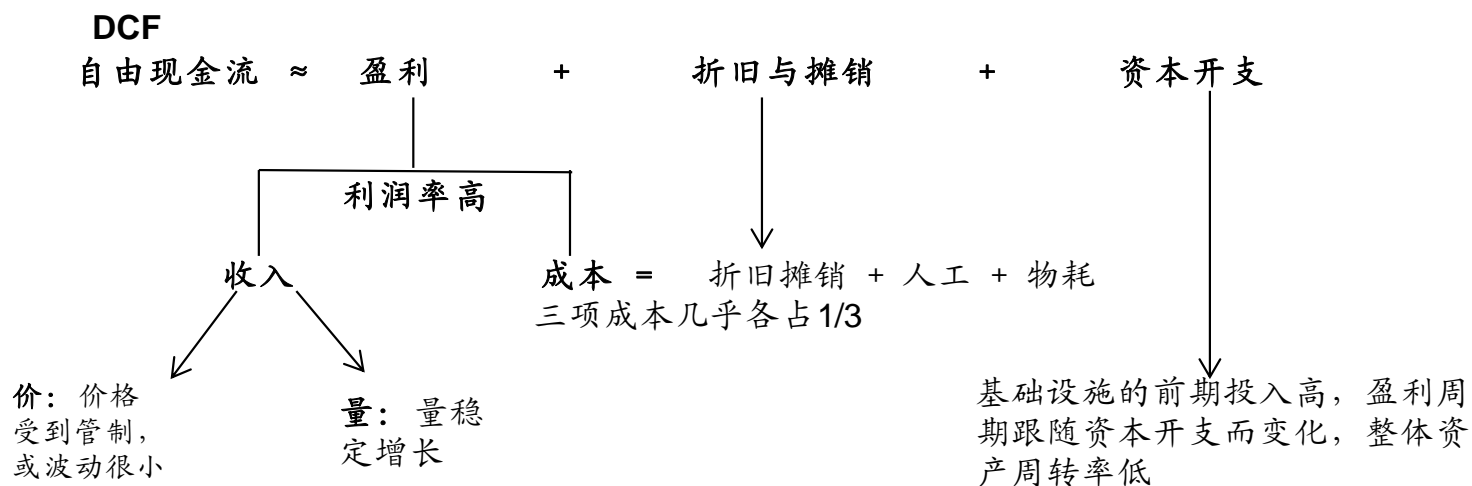 DCF
自由现金流 ≈ 盈利 + 折旧与摊销 + 资本开支
利润率高
收入
成本 = 折旧摊销 + 人工 + 物耗
三项成本几乎各占1/3
价：价格
受到管制，
或波动很小
量：量稳
定增长
基础设施的前期投入高，盈利周
期跟随资本开支而变化，整体资
产周转率低